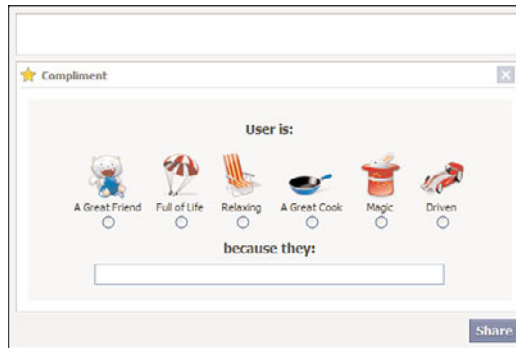 Compliment
User is:
A Great Friend Full of Life Relaxing A Great Cook Magic Driven
because they:
Share